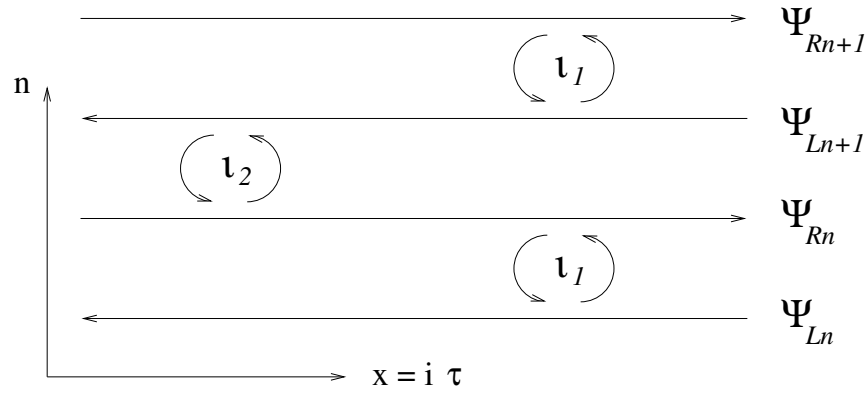 Ψ_{Rn+1}
ι_1
n
Ψ_{Ln+1}
ι_2
Ψ_{Rn}
ι_1
Ψ_{Ln}
x = i τ